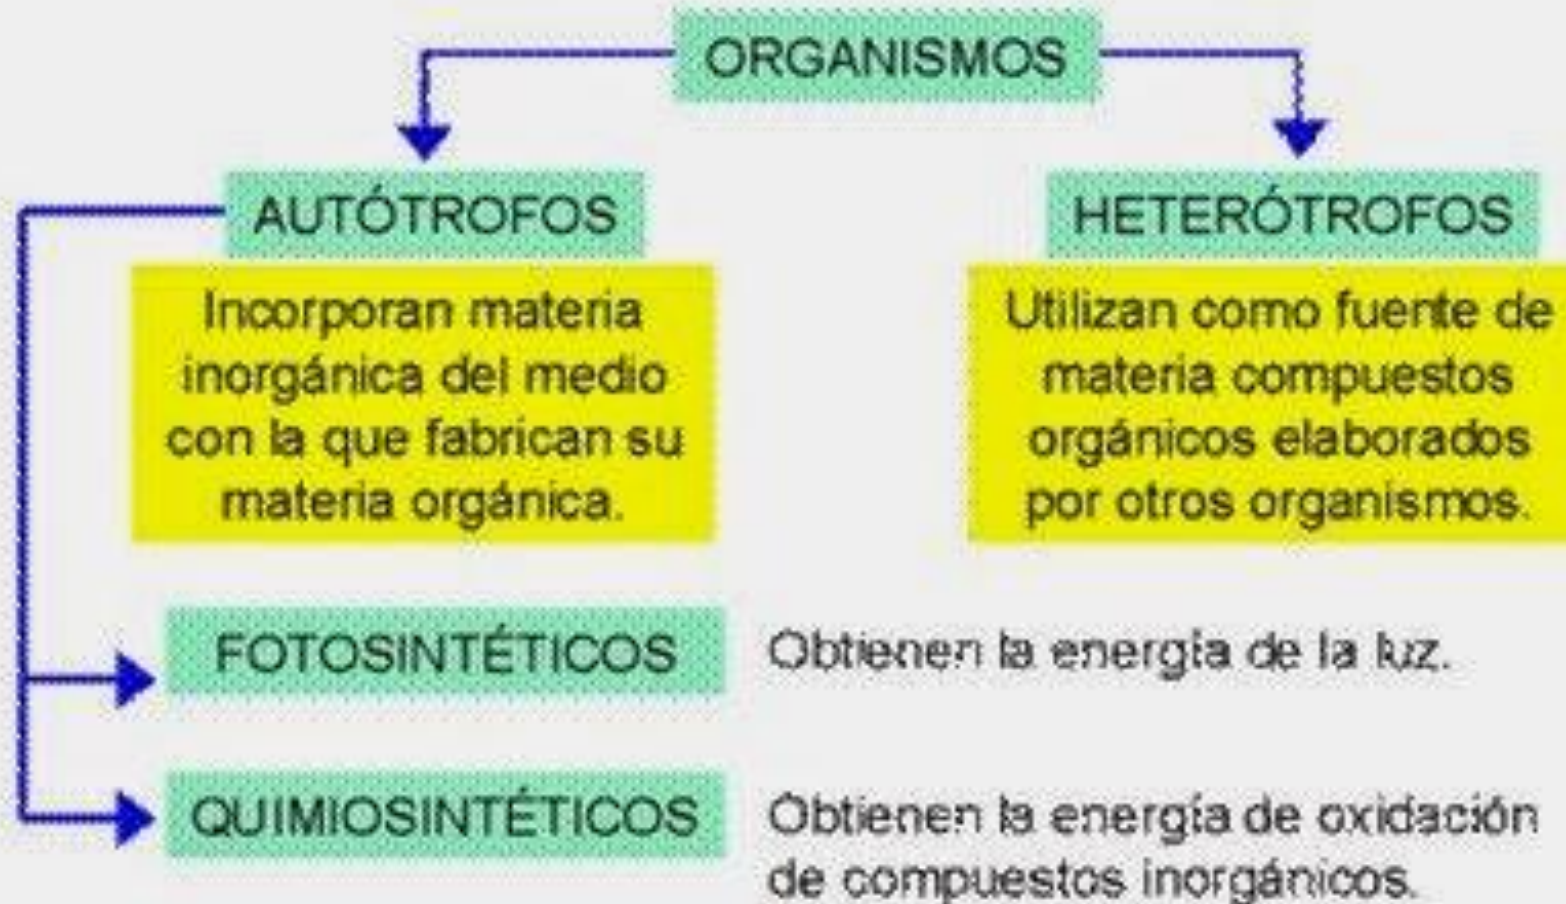 ORGANISMOS
AUTÓTROFOS
Incorporan materia
inorgánica del medio
con la que fabrican su
materia orgánica.
HETERÓTROFOS
Utilizan como fuente de
materia compuestos
orgánicos elaborados
por otros organismos.
FOTOSINTÉTICOS
Obtienen la energía de la luz.
QUIMIOSINTÉTICOS
Obtienen la energía de oxidación
de compuestos inorgánicos.